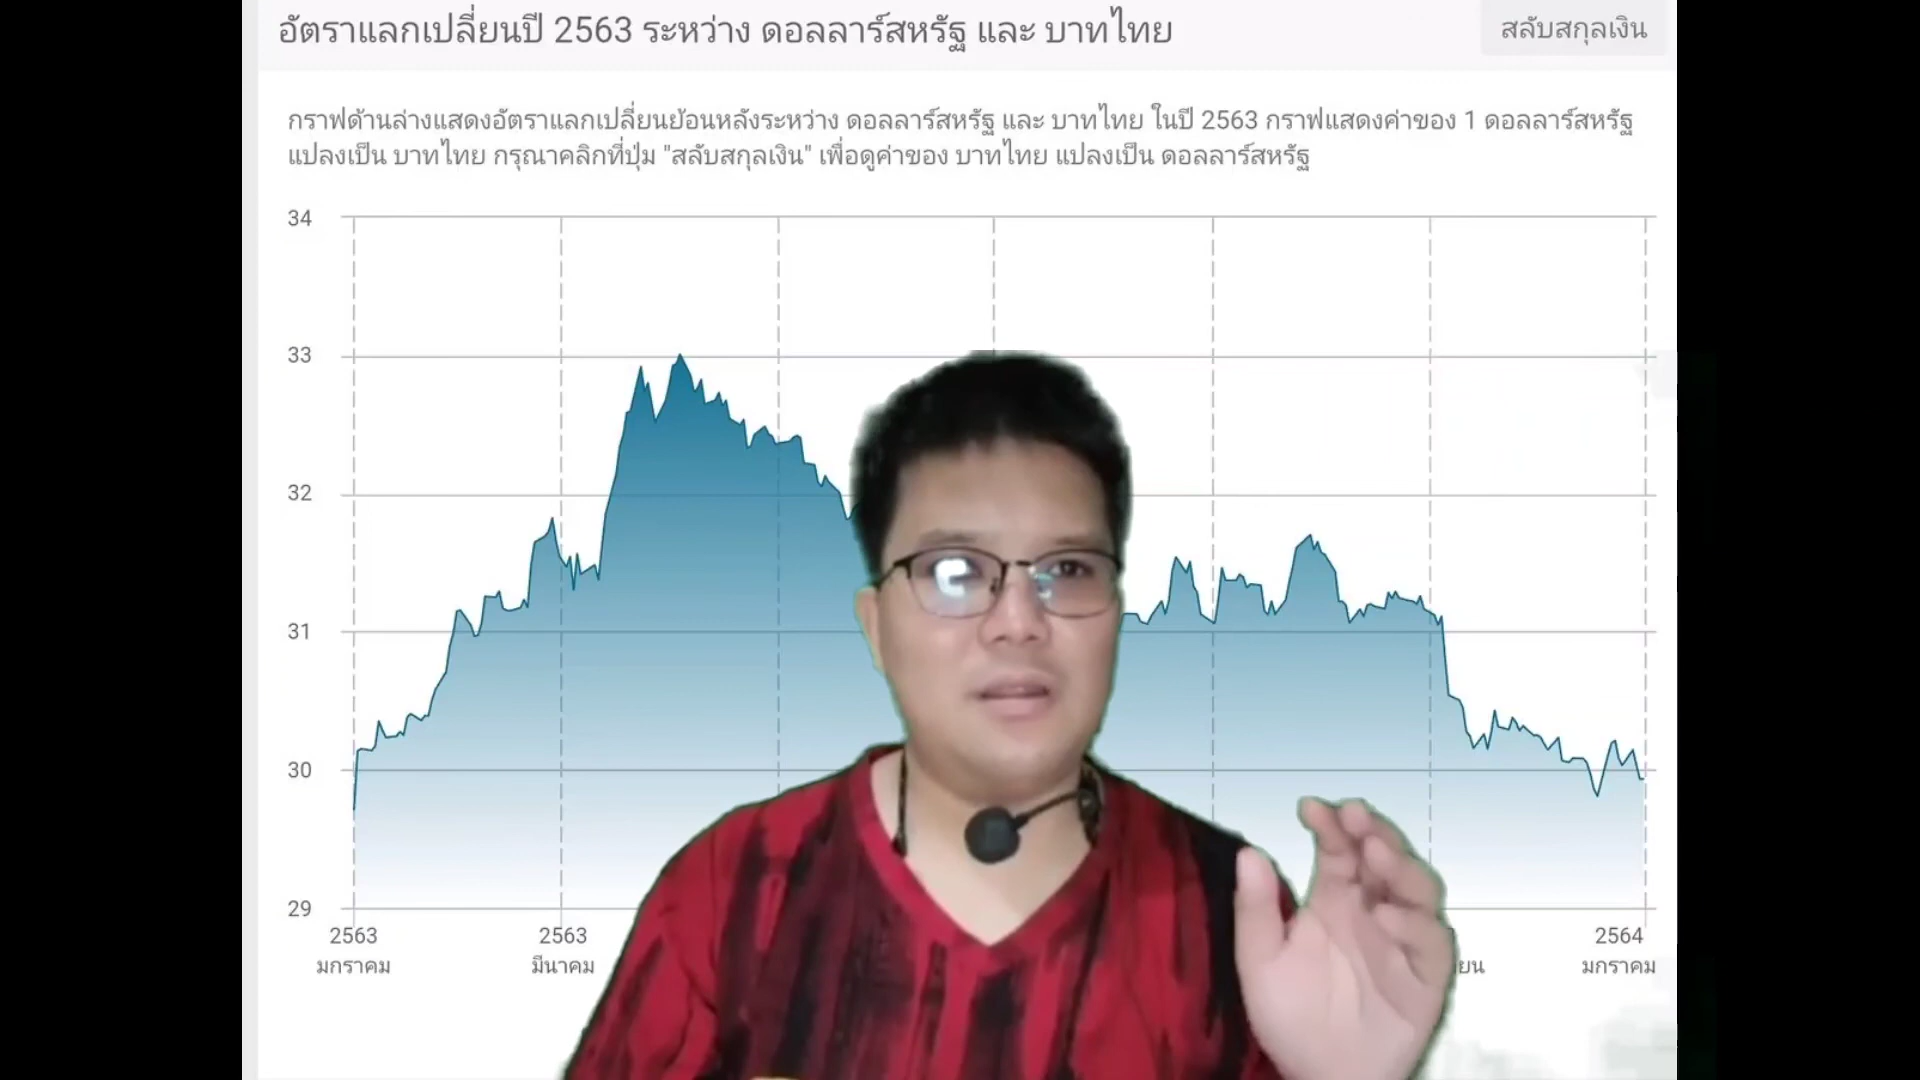 อัตราแลกเปลี่ยนปี 2563 ระหว่าง ดอลลาร์สหรัฐ และ บาทไทย
สลับสกุลเงิน
กราฟด้านล่างแสดงอัตราแลกเปลี่ยนย้อนหลังระหว่าง ดอลลาร์สหรัฐ และ บาทไทย ในปี 2563 กราฟแสดงค่าของ 1 ดอลลาร์สหรัฐ
แปลงเป็น บาทไทย กรุณาคลิกที่ปุ่ม "สลับสกุลเงิน" เพื่อดูค่าของ บาทไทย แปลงเป็น ดอลลาร์สหรัฐ
34
33
32
31
30
29
2563 2563 2564
มกราคม มีนาคม มกราคม